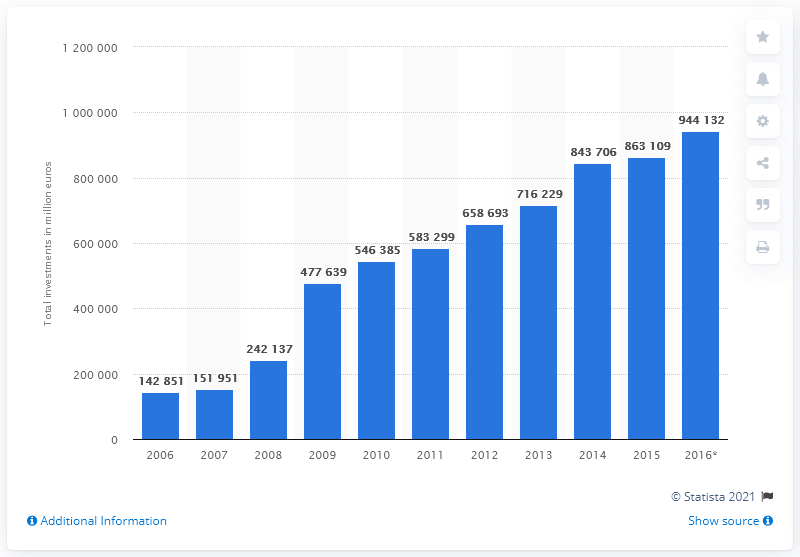 1 200 000
1 000 000
800 000
600 000
400 000
200 000
0
Total investments in million euros
142 851
151 951
242 137
477 639
546 385
583 299
658 693
716 229
843 706
863 109
944 132
2006 2007 2008 2009 2010 2011 2012 2013 2014 2015 2016*
© Statista 2021
Additional Information
Show source